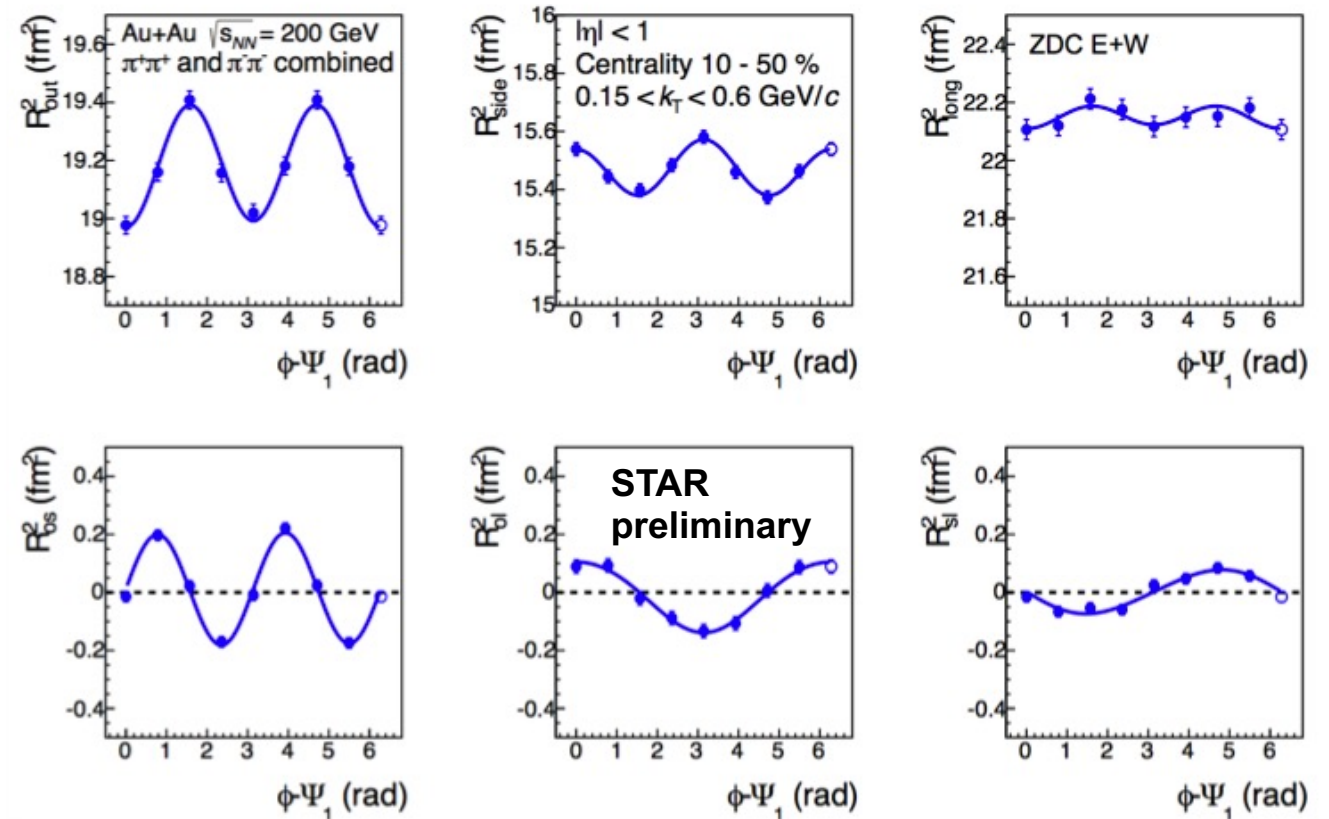 R²out (fm²)
19.6
19.4
19.2
19
18.8
Au+Au √sNN = 200 GeV
π⁺π⁺ and π⁻π⁻ combined
0 1 2 3 4 5 6
ϕ-Ψ₁ (rad)
R²side (fm²)
16
15.8
15.6
15.4
15.2
15
|η| < 1
Centrality 10 - 50 %
0.15 < kT < 0.6 GeV/c
0 1 2 3 4 5 6
ϕ-Ψ₁ (rad)
R²long (fm²)
22.4
22.2
22
21.8
21.6
ZDC E+W
0 1 2 3 4 5 6
ϕ-Ψ₁ (rad)
R²os (fm²)
0.4
0.2
0
-0.2
-0.4
0 1 2 3 4 5 6
ϕ-Ψ₁ (rad)
R²ol (fm²)
0.4
0.2
0
-0.2
-0.4
STAR
preliminary
0 1 2 3 4 5 6
ϕ-Ψ₁ (rad)
R²sl (fm²)
0.4
0.2
0
-0.2
-0.4
0 1 2 3 4 5 6
ϕ-Ψ₁ (rad)